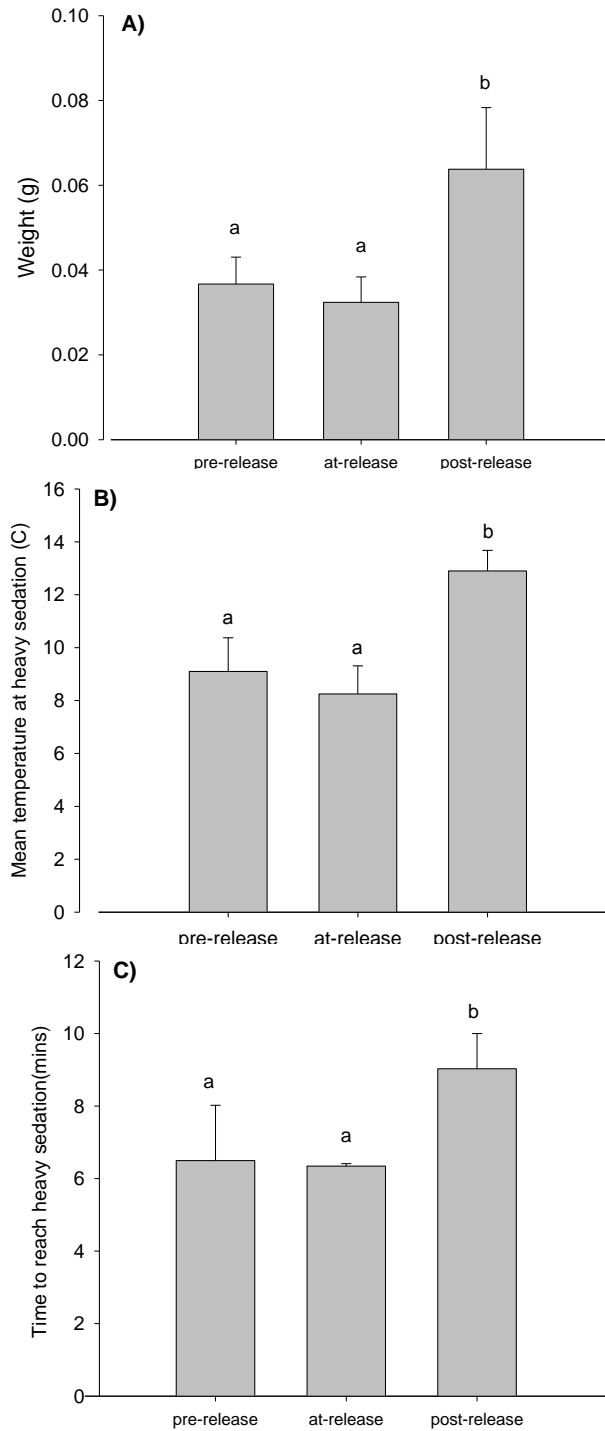 A)
Weight (g)
0.10
0.08
0.06
0.04
0.02
0.00
a
a
b
pre-release
at-release
post-release
B)
Mean temperature at heavy sedation (C)
16
14
12
10
8
6
4
2
0
a
a
b
pre-release
at-release
post-release
C)
Time to reach heavy sedation(mins)
12
10
8
6
4
2
0
a
a
b
pre-release
at-release
post-release